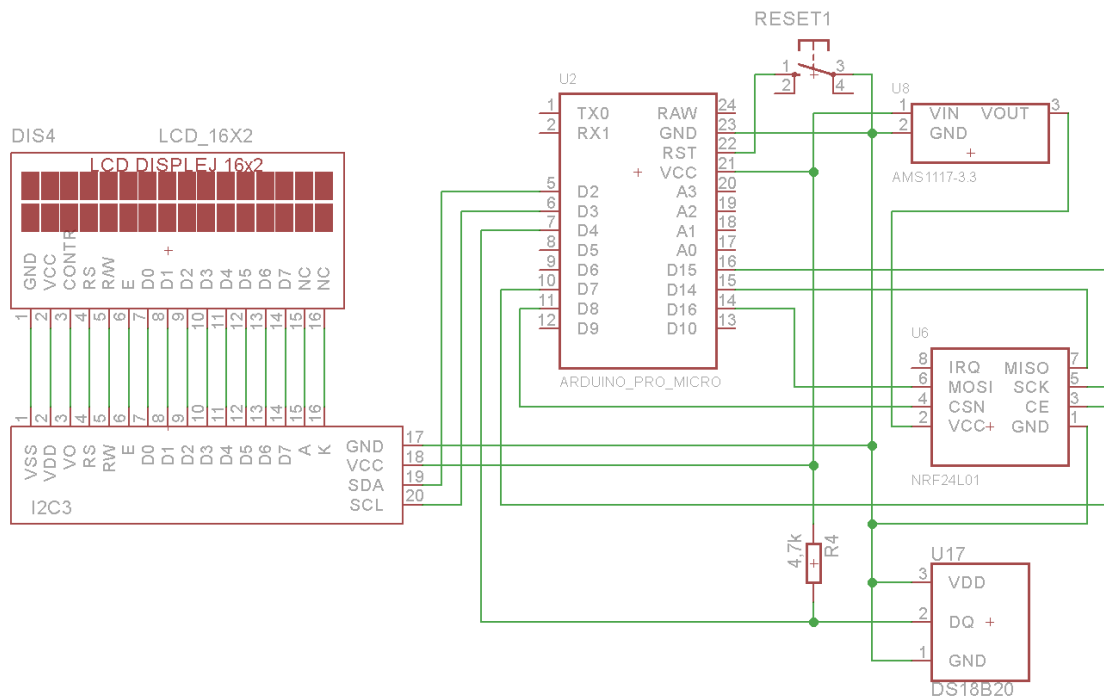 RESET1
1
2
3
4
U2
1 TX0
2 RX1
5 D2
6 D3
7 D4
8 D5
9 D6
10 D7
11 D8
12 D9
RAW 24
GND 23
RST 22
VCC 21
A3 20
A2 19
A1 18
A0 17
D15 16
D14 15
D16 14
D10 13
ARDUINO_PRO_MICRO
U8
1 VIN VOUT 3
2 GND
AMS1117-3.3
DIS4 LCD_16X2
LCD DISPLEJ 16x2
GND VCC CONTR RS R/W E D0 D1 D2 D3 D4 D5 D6 D7 NC NC
1 2 3 4 5 6 7 8 9 10 11 12 13 14 15 16
1 2 3 4 5 6 7 8 9 10 11 12 13 14 15 16
VSS VDD VO RS RW E D0 D1 D2 D3 D4 D5 D6 D7 A K
GND 17
VCC 18
SDA 19
SCL 20
I2C3
U6
8 IRQ MISO 7
6 MOSI SCK 5
4 CSN CE 3
2 VCC GND 1
NRF24L01
4,7k R4
U17
3 VDD
2 DQ
1 GND
DS18B20